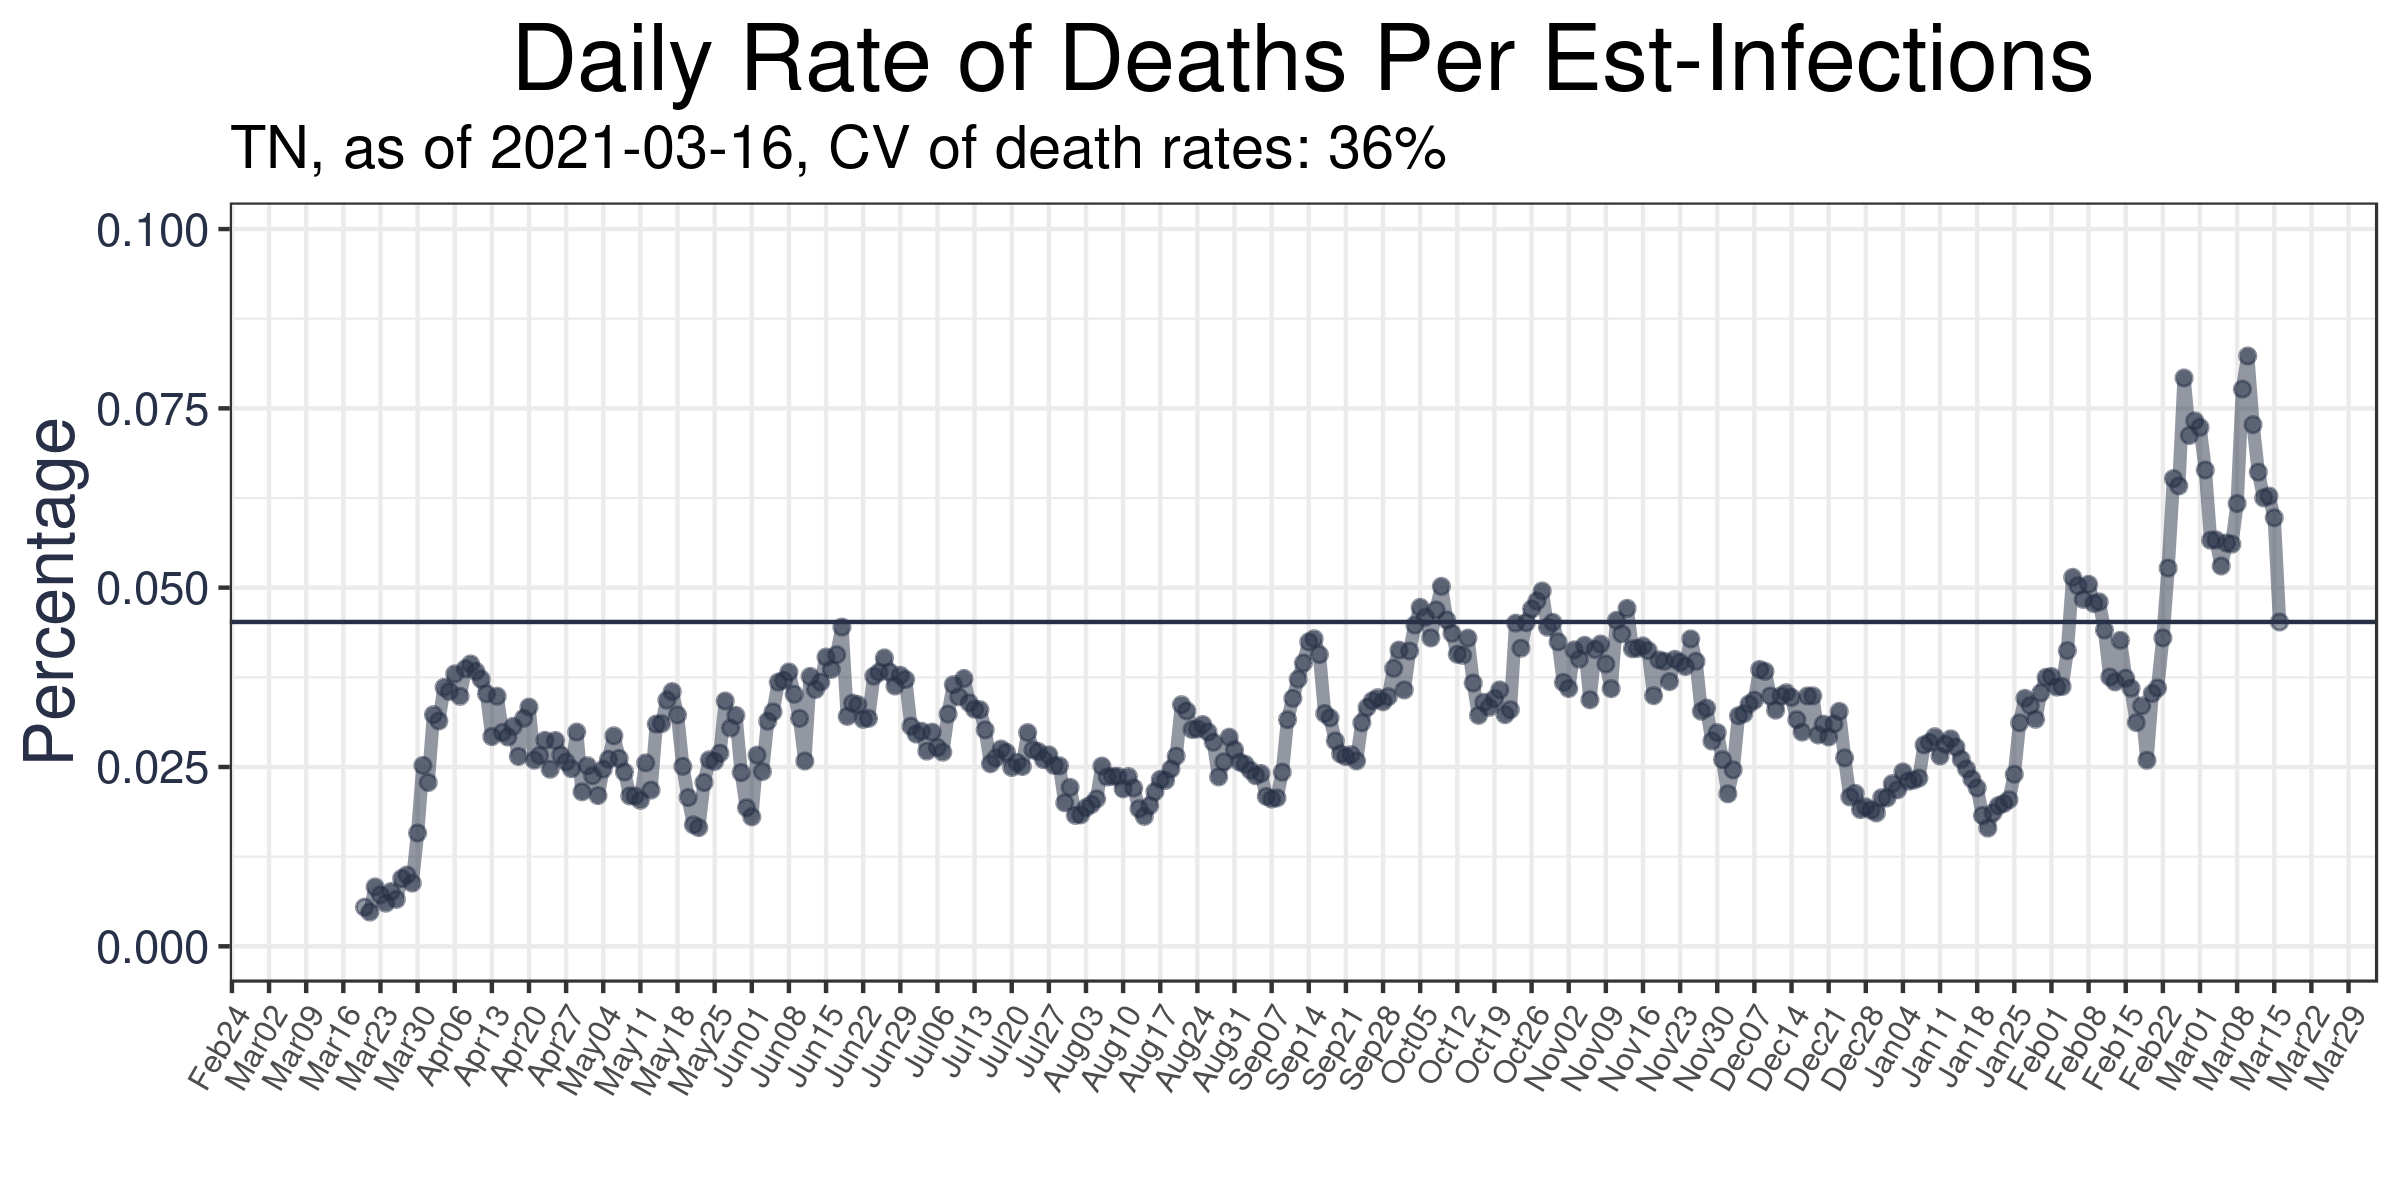 Daily Rate of Deaths Per Est-Infections
TN, as of 2021-03-16, CV of death rates: 36%
Percentage
0.100
0.075
0.050
0.025
0.000
Feb24
Mar02
Mar09
Mar16
Mar23
Mar30
Apr06
Apr13
Apr20
Apr27
May04
May11
May18
May25
Jun01
Jun08
Jun15
Jun22
Jun29
Jul06
Jul13
Jul20
Jul27
Aug03
Aug10
Aug17
Aug24
Aug31
Sep07
Sep14
Sep21
Sep28
Oct05
Oct12
Oct19
Oct26
Nov02
Nov09
Nov16
Nov23
Nov30
Dec07
Dec14
Dec21
Dec28
Jan04
Jan11
Jan18
Jan25
Feb01
Feb08
Feb15
Feb22
Mar01
Mar08
Mar15
Mar22
Mar29